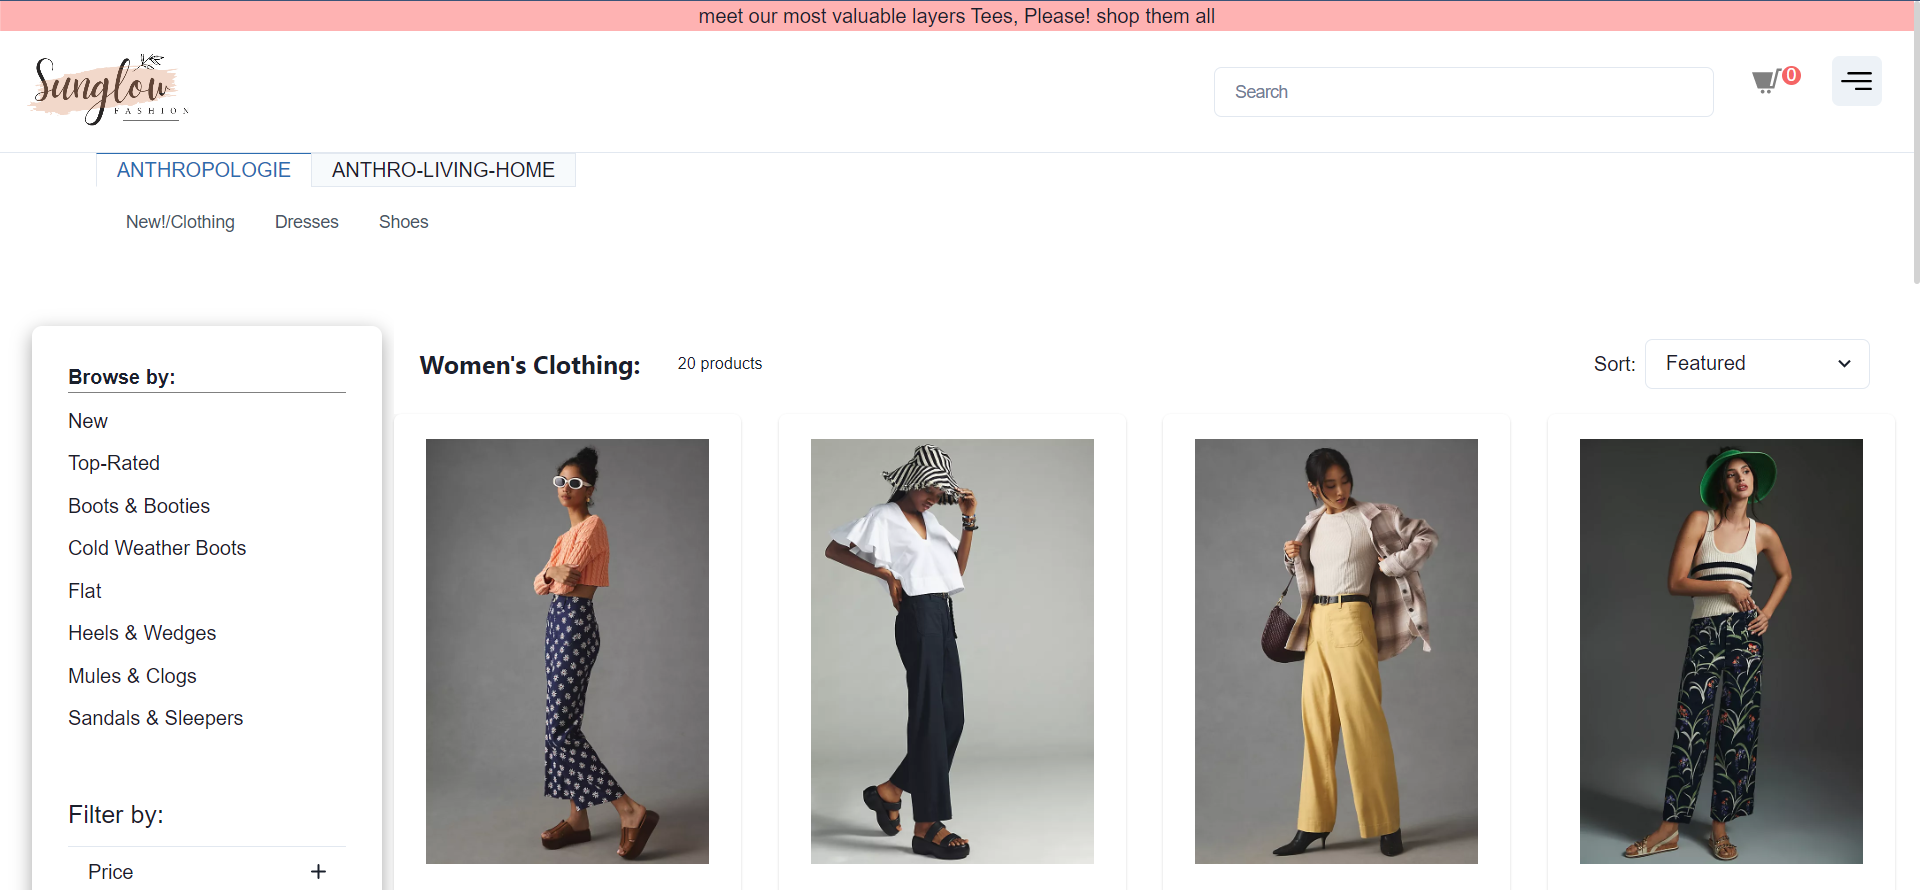 meet our most valuable layers Tees, Please! shop them all
Sunglow
FASHION
Search
0
ANTHROPOLOGIE
ANTHRO-LIVING-HOME
New!/Clothing
Dresses
Shoes
Browse by:
New
Top-Rated
Boots & Booties
Cold Weather Boots
Flat
Heels & Wedges
Mules & Clogs
Sandals & Sleepers
Filter by:
Price
Women's Clothing:
20 products
Sort:
Featured